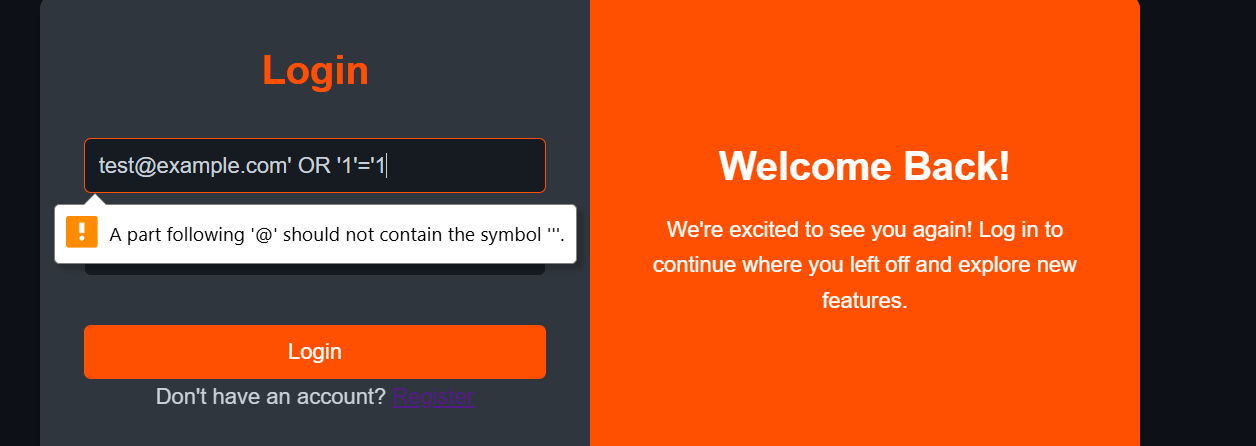 Login
test@example.com' OR '1'='1
A part following '@' should not contain the symbol '''.
Login
Don't have an account? Register
Welcome Back!
We're excited to see you again! Log in to
continue where you left off and explore new
features.